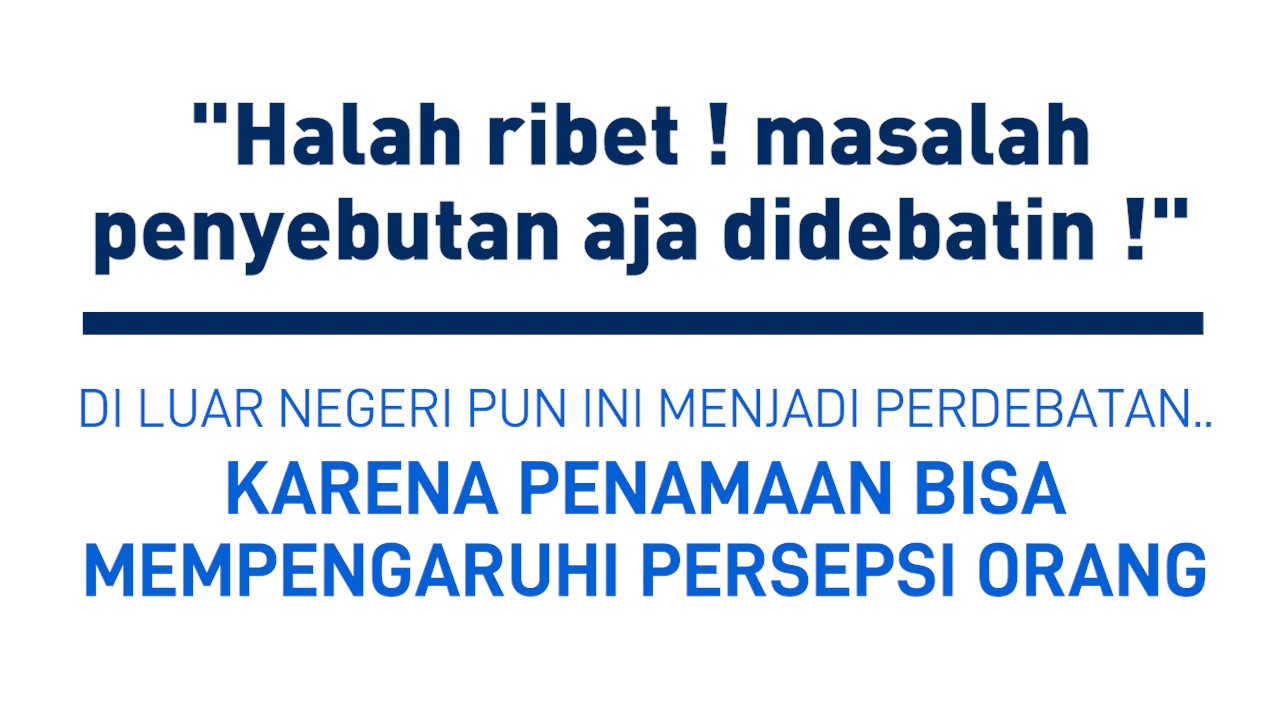 "Halah ribet ! masalah
penyebutan aja didebatin !"
DI LUAR NEGERI PUN INI MENJADI PERDEBATAN..
KARENA PENAMAAN BISA
MEMPENGARUHI PERSEPSI ORANG